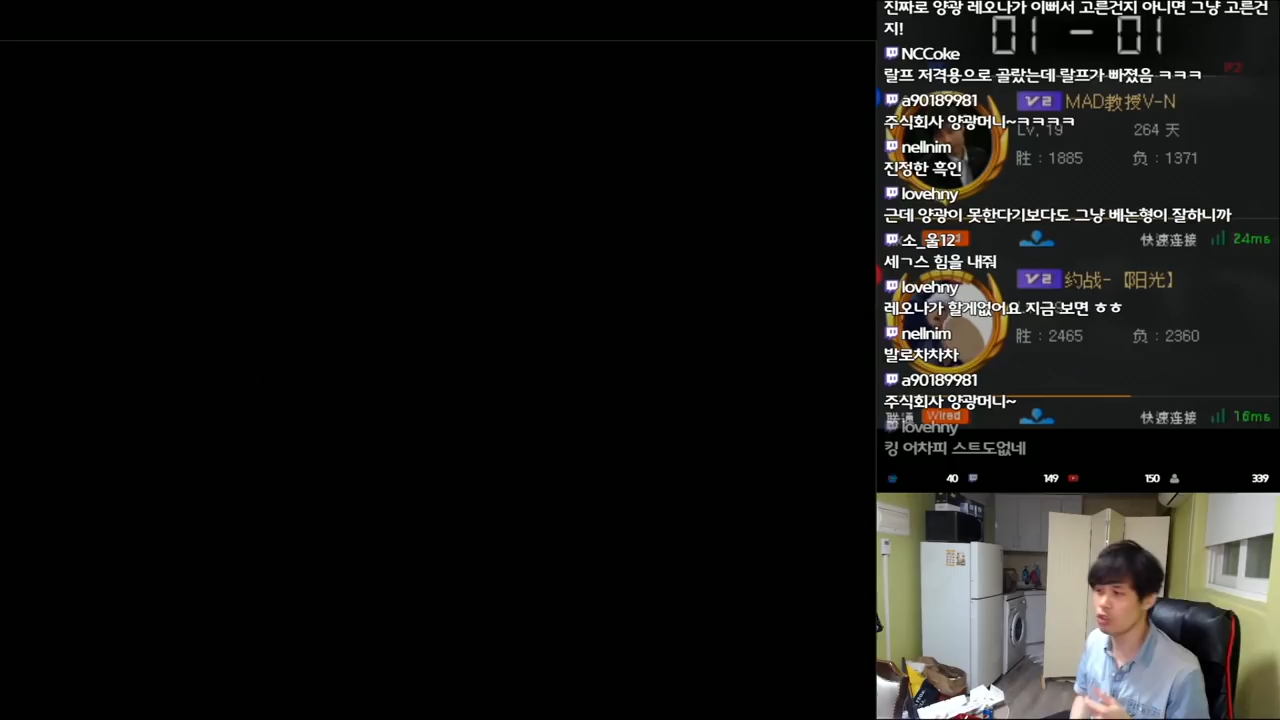 진짜로 양광 레오나가 이뻐서 고른건지 아니면 그냥 고른건
지!
01 - 01
NCCoke
랄프 저격용으로 골랐는데 랄프가 빠졌음 ㅋㅋㅋ
a90189981
MAD教授V-N
주식회사 양광머니~ㅋㅋㅋㅋ
Lv. 19
264 天
nellnim
胜：1885
负：1371
진정한 흑인
lovehny
근데 양광이 못한다기보다도 그냥 베논형이 잘하니까
소_울12
快速连接
24ms
세ㄱ스 힘을 내줘
lovehny
约战-【阳光】
레오나가 할게없어요 지금 보면 ㅎㅎ
nellnim
胜：2465
负：2360
발로차차차
a90189981
주식회사 양광머니~
Wired
快速连接
16ms
lovehny
킹 어차피 스트도없네
40
149
150
339